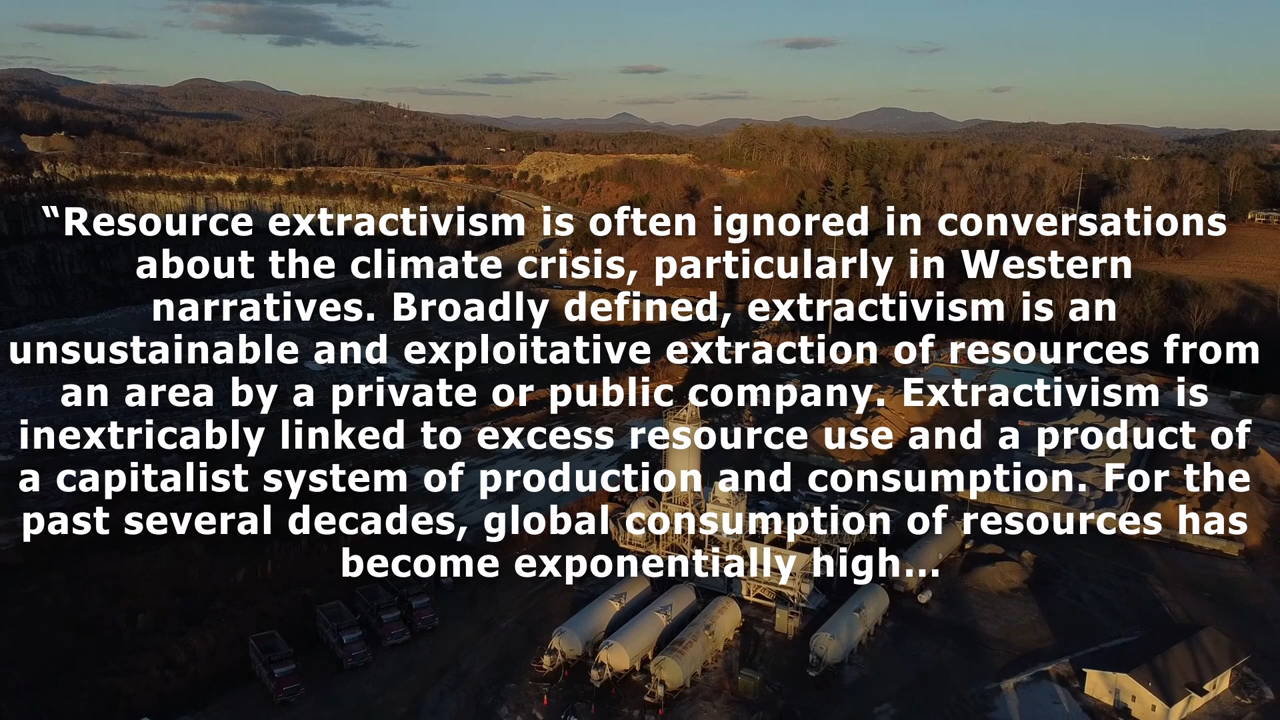 “Resource extractivism is often ignored in conversations
about the climate crisis, particularly in Western
narratives. Broadly defined, extractivism is an
unsustainable and exploitative extraction of resources from
an area by a private or public company. Extractivism is
inextricably linked to excess resource use and a product of
a capitalist system of production and consumption. For the
past several decades, global consumption of resources has
become exponentially high...